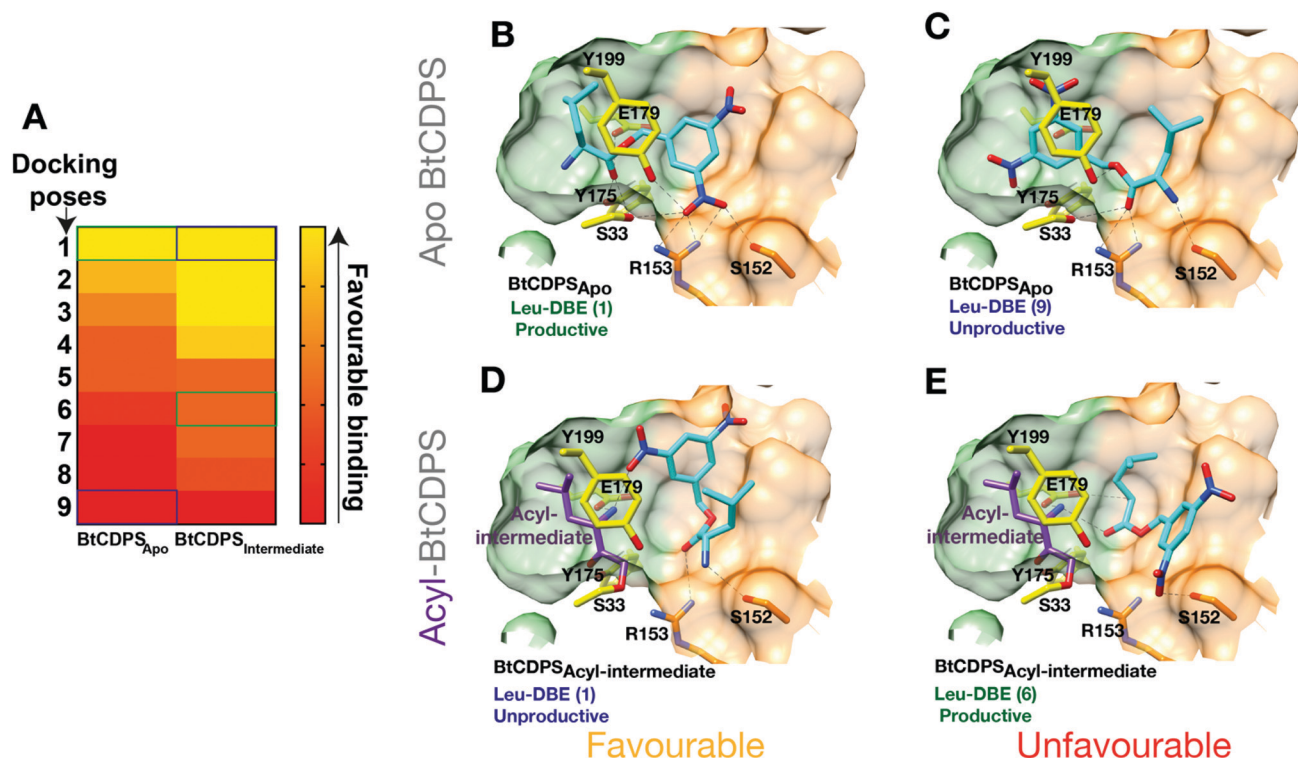 A
Docking
poses
1
2
3
4
5
6
7
8
9
BtCDPSApo
BtCDPSIntermediate
Favourable binding
Apo BtCDPS
B
Y199
E179
Y175
S33
R153
S152
BtCDPSApo
Leu-DBE (1)
Productive
C
Y199
E179
Y175
S33
R153
S152
BtCDPSApo
Leu-DBE (9)
Unproductive
Acyl-BtCDPS
D
Y199
E179
Acyl-
intermediate
Y175
S33
R153
S152
BtCDPSAcyl-intermediate
Leu-DBE (1)
Unproductive
Favourable
E
Y199
E179
Acyl-
intermediate
Y175
S33
R153
S152
BtCDPSAcyl-intermediate
Leu-DBE (6)
Productive
Unfavourable